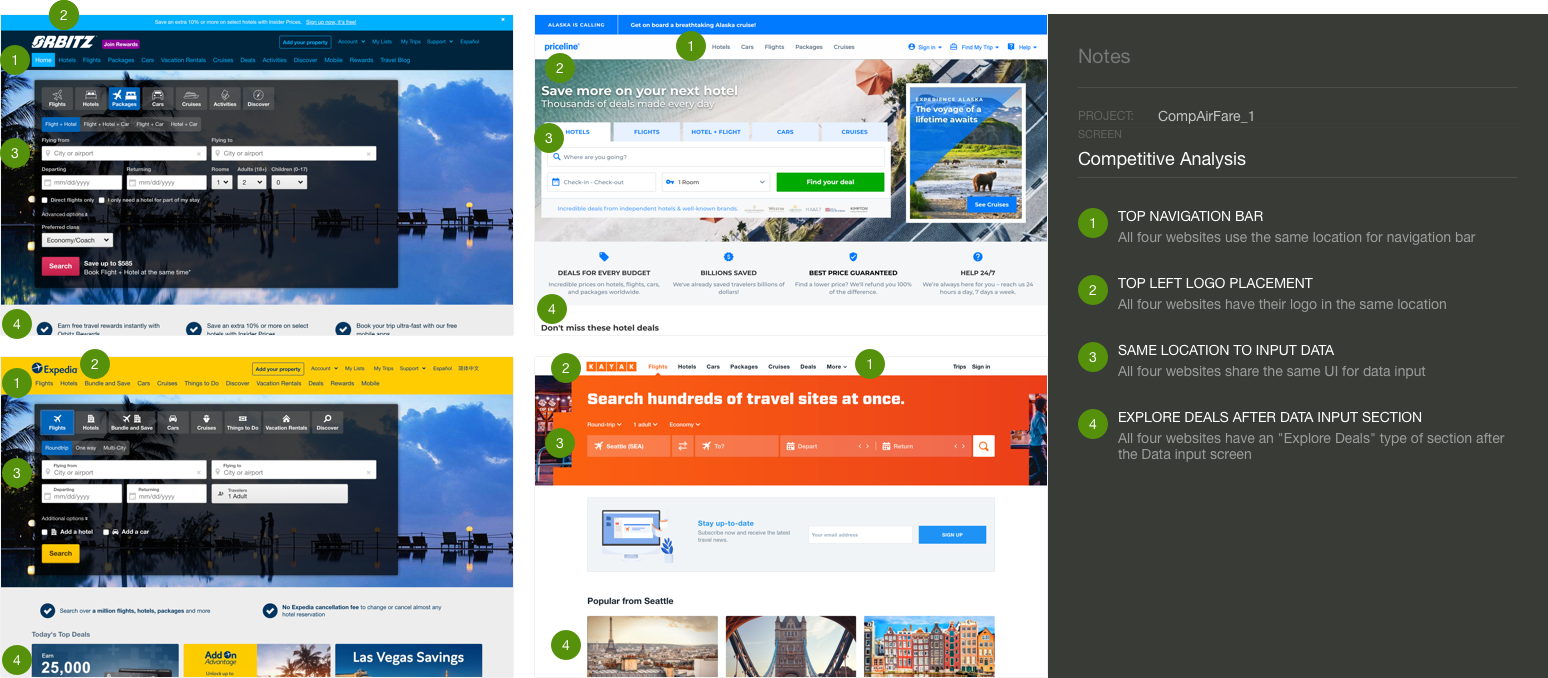 2
Save an extra 10% or more on select hotels with Insider Prices. Sign up now, it's free!
ORBITZ
Join Rewards
Add your property
Account
My Lists
My Trips
Support
Español
1
Home
Hotels
Flights
Packages
Cars
Vacation Rentals
Cruises
Deals
Activities
Discover
Mobile
Rewards
Travel Blog
Flights
Hotels
Packages
Cars
Cruises
Activities
Discover
Flight + Hotel
Flight + Hotel + Car
Flight + Car
Hotel + Car
3
Flying from
Flying to
City or airport
City or airport
Departing
Returning
Rooms
Adults (18+)
Children (0-17)
mm/dd/yyyy
mm/dd/yyyy
1
2
0
Direct flights only
I only need a hotel for part of my stay
Advanced options
Preferred class
Economy/Coach
Search
Save up to $585
Book Flight + Hotel at the same time*
4
Earn free travel rewards instantly with
Orbitz Rewards
Save an extra 10% or more on select
hotels with Insider Prices
Book your trip ultra-fast with our free
mobile apps
ALASKA IS CALLING
Get on board a breathtaking Alaska cruise!
priceline
1
Hotels
Cars
Flights
Packages
Cruises
Sign in
Find My Trip
Help
2
Save more on your next hotel
Thousands of deals made every day
3
HOTELS
FLIGHTS
HOTEL + FLIGHT
CARS
CRUISES
Where are you going?
Check-in - Check-out
1 Room
Find your deal
Incredible deals from independent hotels & well-known brands.
EXPERIENCE ALASKA
The voyage of a
lifetime awaits
See Cruises
DEALS FOR EVERY BUDGET
Incredible prices on hotels, flights, cars,
and packages worldwide.
BILLIONS SAVED
We've already saved travelers billions of
dollars!
BEST PRICE GUARANTEED
Find a lower price? We'll refund you 100%
of the difference.
HELP 24/7
We're always here for you – reach us 24
hours a day, 7 days a week.
4
Don't miss these hotel deals
2
Expedia
Add your property
Account
My Lists
My Trips
Support
Español
简体中文
1
Flights
Hotels
Bundle and Save
Cars
Cruises
Things to Do
Discover
Vacation Rentals
Deals
Rewards
Mobile
Flights
Hotels
Bundle and Save
Cars
Cruises
Things to Do
Vacation Rentals
Discover
Roundtrip
One way
Multi-City
3
Flying from
City or airport
Flying to
City or airport
Departing
mm/dd/yyyy
Returning
mm/dd/yyyy
Travelers
1 Adult
Additional options
Add a hotel
Add a car
Search
Search over a million flights, hotels, packages and more
No Expedia cancellation fee to change or cancel almost any
hotel reservation
Today's Top Deals
4
Earn
25,000
Add On
Advantage
Unlock up to
Las Vegas Savings
2
KAYAK
Flights
Hotels
Cars
Packages
Cruises
Deals
More
1
Trips
Sign in
Search hundreds of travel sites at once.
Round-trip
1 adult
Economy
3
Seattle (SEA)
To?
Depart
Return
Stay up-to-date
Subscribe now and receive the latest
travel news.
Your email address
SIGN UP
Popular from Seattle
4
Notes
PROJECT: CompAirFare_1
SCREEN
Competitive Analysis
1
TOP NAVIGATION BAR
All four websites use the same location for navigation bar
2
TOP LEFT LOGO PLACEMENT
All four websites have their logo in the same location
3
SAME LOCATION TO INPUT DATA
All four websites share the same UI for data input
4
EXPLORE DEALS AFTER DATA INPUT SECTION
All four websites have an "Explore Deals" type of section after
the Data input screen